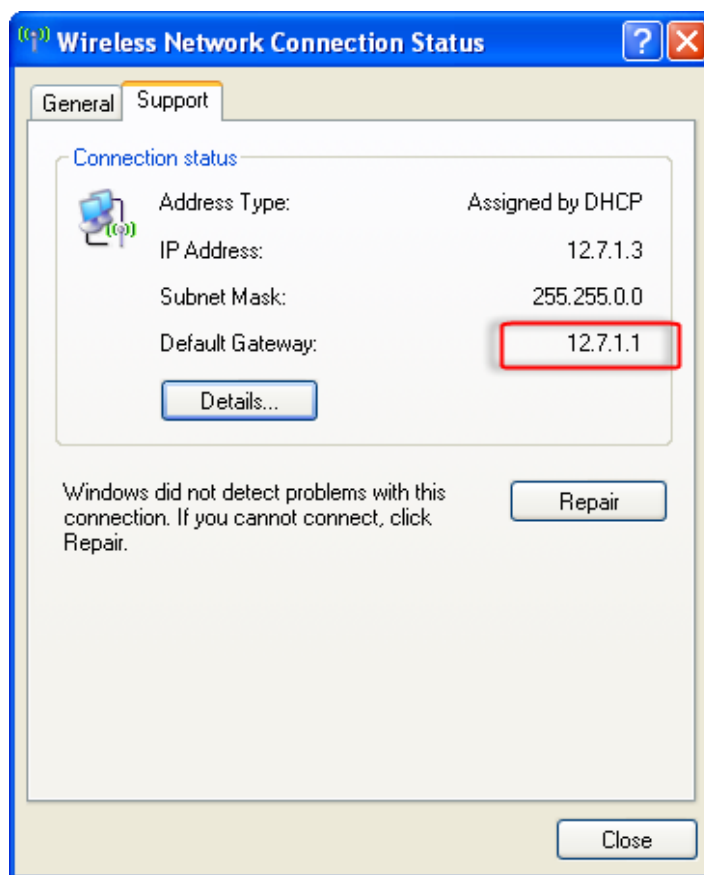 Wireless Network Connection Status
General
Support
Connection status
Address Type: Assigned by DHCP
IP Address: 12.7.1.3
Subnet Mask: 255.255.0.0
Default Gateway: 12.7.1.1
Details...
Windows did not detect problems with this
connection. If you cannot connect, click
Repair.
Repair
Close